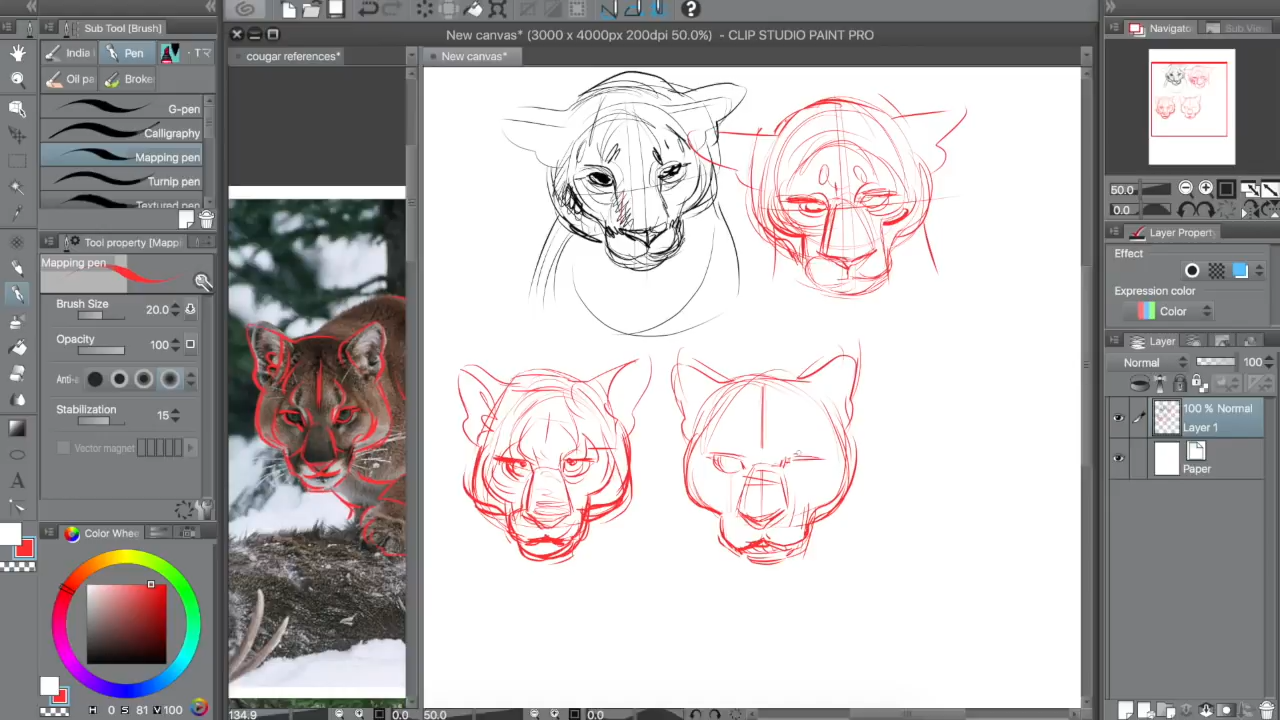 Sub Tool [Brush]
New canvas* (3000 x 4000px 200dpi 50.0%) - CLIP STUDIO PAINT PRO
Navigato
Sub View
India
Pen
cougar references*
New canvas*
Oil pa
Broke
G-pen
Calligraphy
Mapping pen
Turnip pen
Textured pen
50.0
0.0
Tool property [Mappi
Layer Property
Mapping pen
Effect
Brush Size
20.0
Expression color
Color
Opacity
100
Layer
Normal
100
Anti-a
Stabilization
15
100 % Normal
Layer 1
Vector magnet
Paper
A
Color Whee
H 0 S 81 V 100
134.9
0.0
50.0
0.0